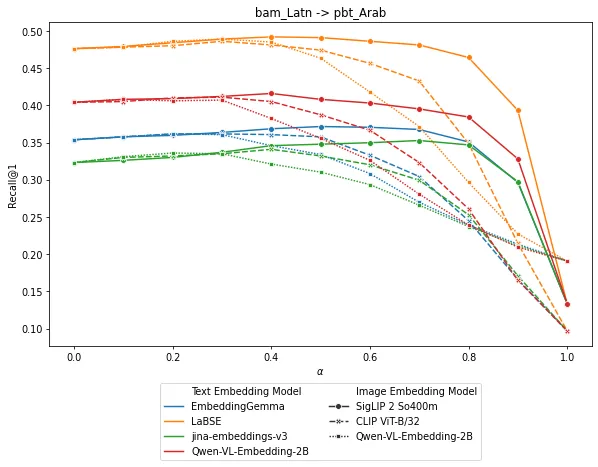 bam_Latn -> pbt_Arab
0.50
0.45
0.40
0.35
0.30
0.25
0.20
0.15
0.10
Recall@1
0.0 0.2 0.4 0.6 0.8 1.0
α
Text Embedding Model
EmbeddingGemma
LaBSE
jina-embeddings-v3
Qwen-VL-Embedding-2B
Image Embedding Model
SigLIP 2 So400m
CLIP ViT-B/32
Qwen-VL-Embedding-2B